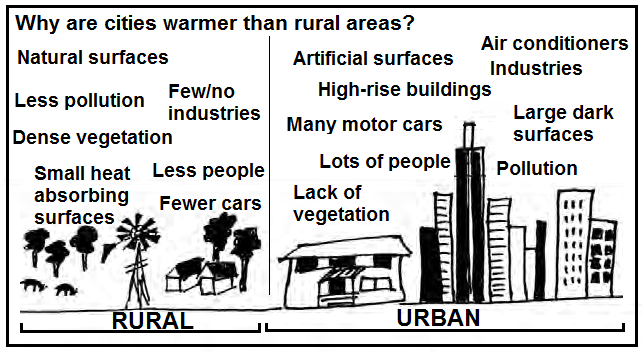 Why are cities warmer than rural areas?
Natural surfaces
Less pollution
Few/no
industries
Dense vegetation
Small heat
absorbing
surfaces
Less people
Fewer cars
Artificial surfaces
Air conditioners
Industries
High-rise buildings
Many motor cars
Large dark
surfaces
Lots of people
Pollution
Lack of
vegetation
RURAL
URBAN